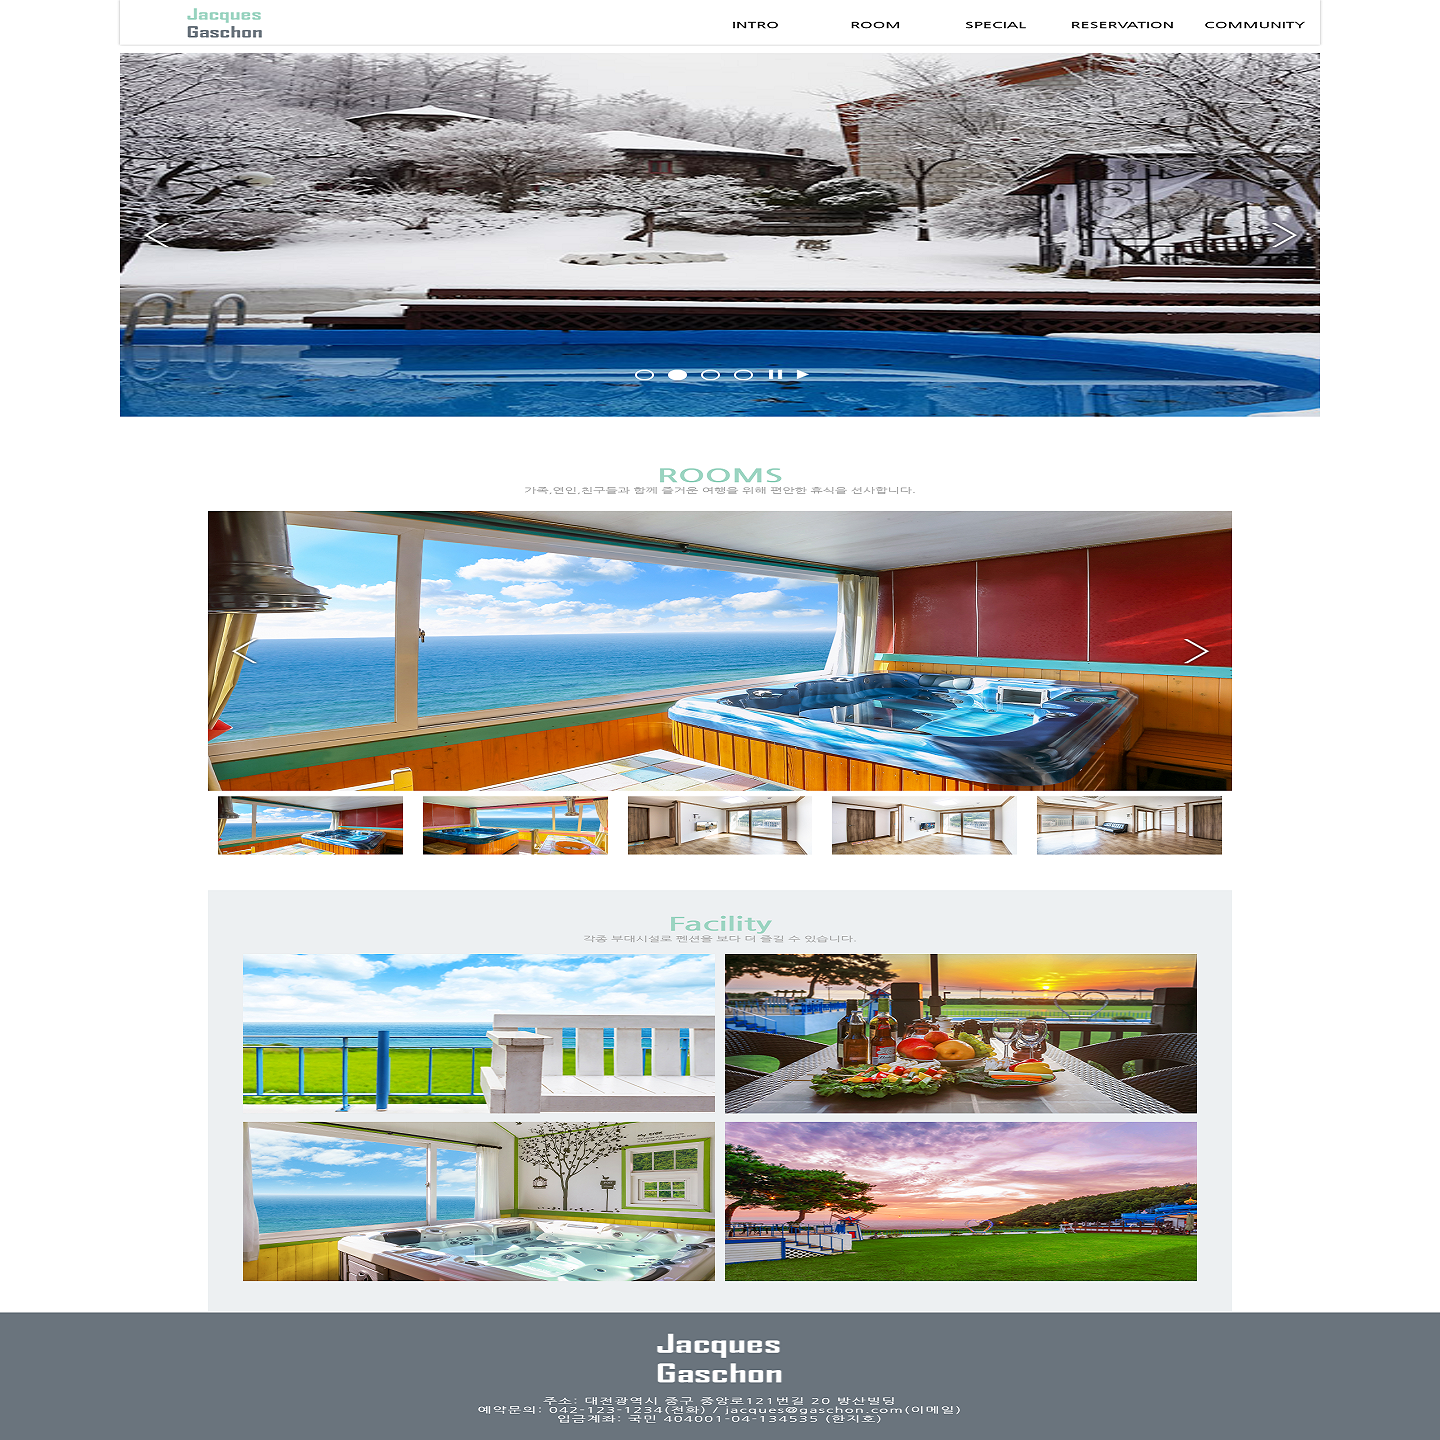 Jacques
Gaschon
INTRO ROOM SPECIAL RESERVATION COMMUNITY
ROOMS
가족,연인,친구들과 함께 즐거운 여행을 위해 편안한 휴식을 선사합니다.
Facility
각종 부대시설로 펜션을 보다 더 즐길 수 있습니다.
Jacques
Gaschon
주소: 대전광역시 중구 중앙로121번길 20 방산빌딩
예약문의: 042-123-1234(전화) / jacques@gaschon.com(이메일)
입금계좌: 국민 404001-04-134535 (한지호)